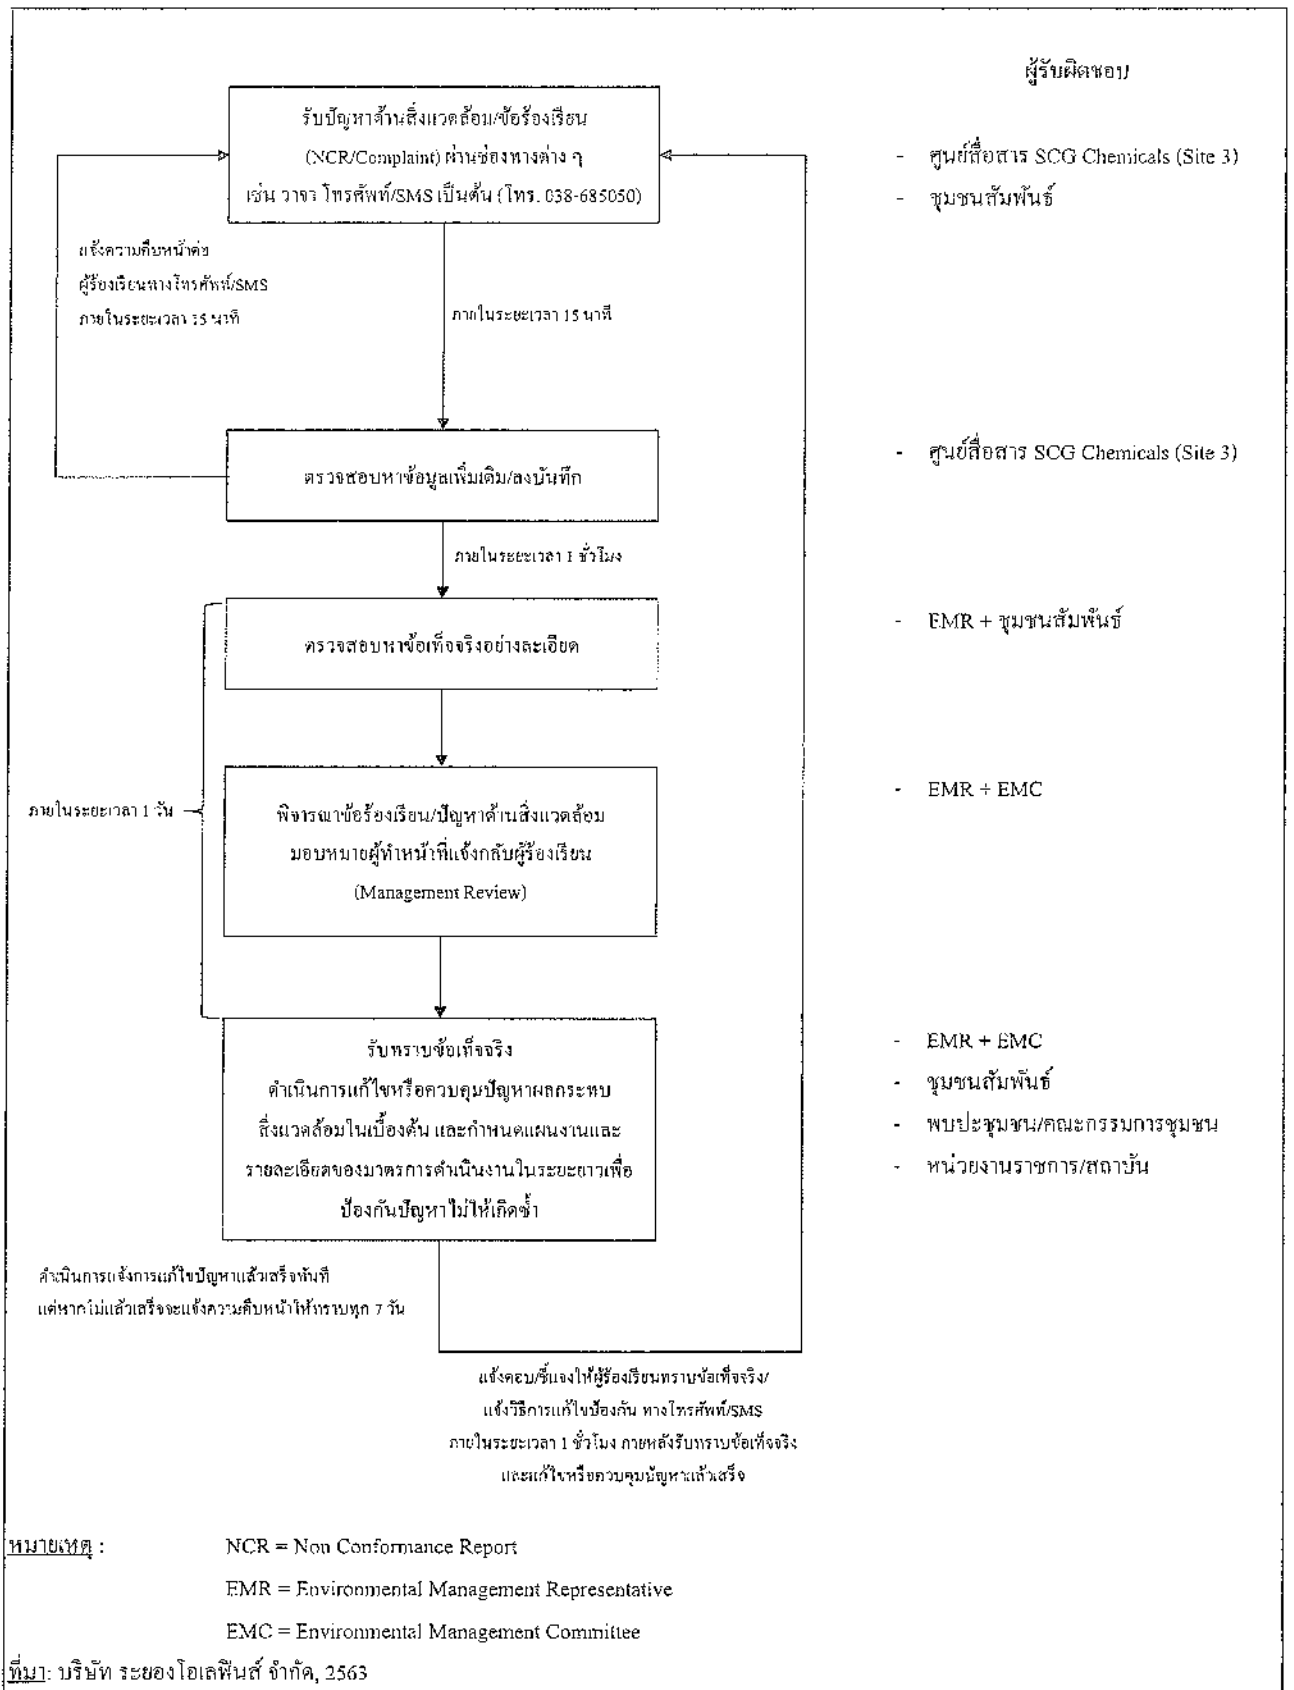 ผู้รับผิดชอบ
รับปัญหาด้านสิ่งแวดล้อม/ข้อร้องเรียน
(NCR/Complaint) ผ่านช่องทางต่าง ๆ
เช่น วาจา โทรศัพท์/SMS เป็นต้น (โทร. 038-685050)
- ศูนย์สื่อสาร SCG Chemicals (Site 3)
- ชุมชนสัมพันธ์
แจ้งความคืบหน้าต่อ
ผู้ร้องเรียนทางโทรศัพท์/SMS
ภายในระยะเวลา 15 นาที
ภายในระยะเวลา 15 นาที
ตรวจสอบหาข้อมูลเพิ่มเติม/ลงบันทึก
- ศูนย์สื่อสาร SCG Chemicals (Site 3)
ภายในระยะเวลา 1 ชั่วโมง
ตรวจสอบหาข้อเท็จจริงอย่างละเอียด
- EMR + ชุมชนสัมพันธ์
ภายในระยะเวลา 1 วัน
พิจารณาข้อร้องเรียน/ปัญหาด้านสิ่งแวดล้อม
มอบหมายผู้ทำหน้าที่แจ้งกลับผู้ร้องเรียน
(Management Review)
- EMR + EMC
รับทราบข้อเท็จจริง
ดำเนินการแก้ไขหรือควบคุมปัญหาผลกระทบ
สิ่งแวดล้อมในเบื้องต้น และกำหนดแผนงานและ
รายละเอียดของมาตรการดำเนินงานในระยะยาวเพื่อ
ป้องกันปัญหาไม่ให้เกิดซ้ำ
- EMR + EMC
- ชุมชนสัมพันธ์
- พบปะชุมชน/คณะกรรมการชุมชน
- หน่วยงานราชการ/สถาบัน
ดำเนินการแจ้งการแก้ไขปัญหาแล้วเสร็จทันที
แต่หากไม่แล้วเสร็จจะแจ้งความคืบหน้าให้ทราบทุก 7 วัน
แจ้งตอบ/ชี้แจงให้ผู้ร้องเรียนทราบข้อเท็จจริง/
แจ้งวิธีการแก้ไขป้องกัน ทางโทรศัพท์/SMS
ภายในระยะเวลา 1 ชั่วโมง ภายหลังรับทราบข้อเท็จจริง
และแก้ไขหรือควบคุมปัญหาแล้วเสร็จ
หมายเหตุ : NCR = Non Conformance Report
EMR = Environmental Management Representative
EMC = Environmental Management Committee
ที่มา: บริษัท ระยองโอเลฟินส์ จำกัด, 2563